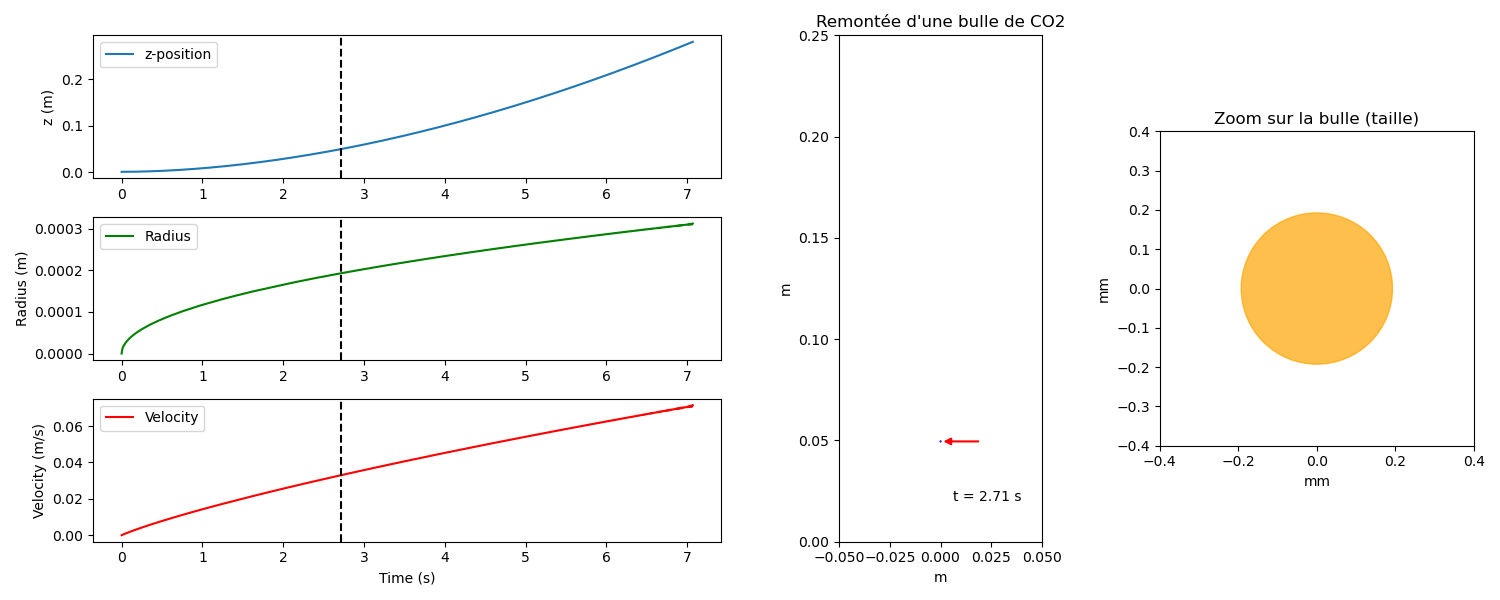 z-position
z (m)
0.2
0.1
0.0
0 1 2 3 4 5 6 7
Radius
Radius (m)
0.0003
0.0002
0.0001
0.0000
0 1 2 3 4 5 6 7
Velocity
Velocity (m/s)
0.06
0.04
0.02
0.00
0 1 2 3 4 5 6 7
Time (s)
Remontée d'une bulle de CO2
0.25
0.20
0.15
m
0.10
0.05
t = 2.71 s
0.00
−0.050 −0.025 0.000 0.025 0.050
m
Zoom sur la bulle (taille)
0.4
0.3
0.2
0.1
mm
0.0
−0.1
−0.2
−0.3
−0.4
−0.4 −0.2 0.0 0.2 0.4
mm